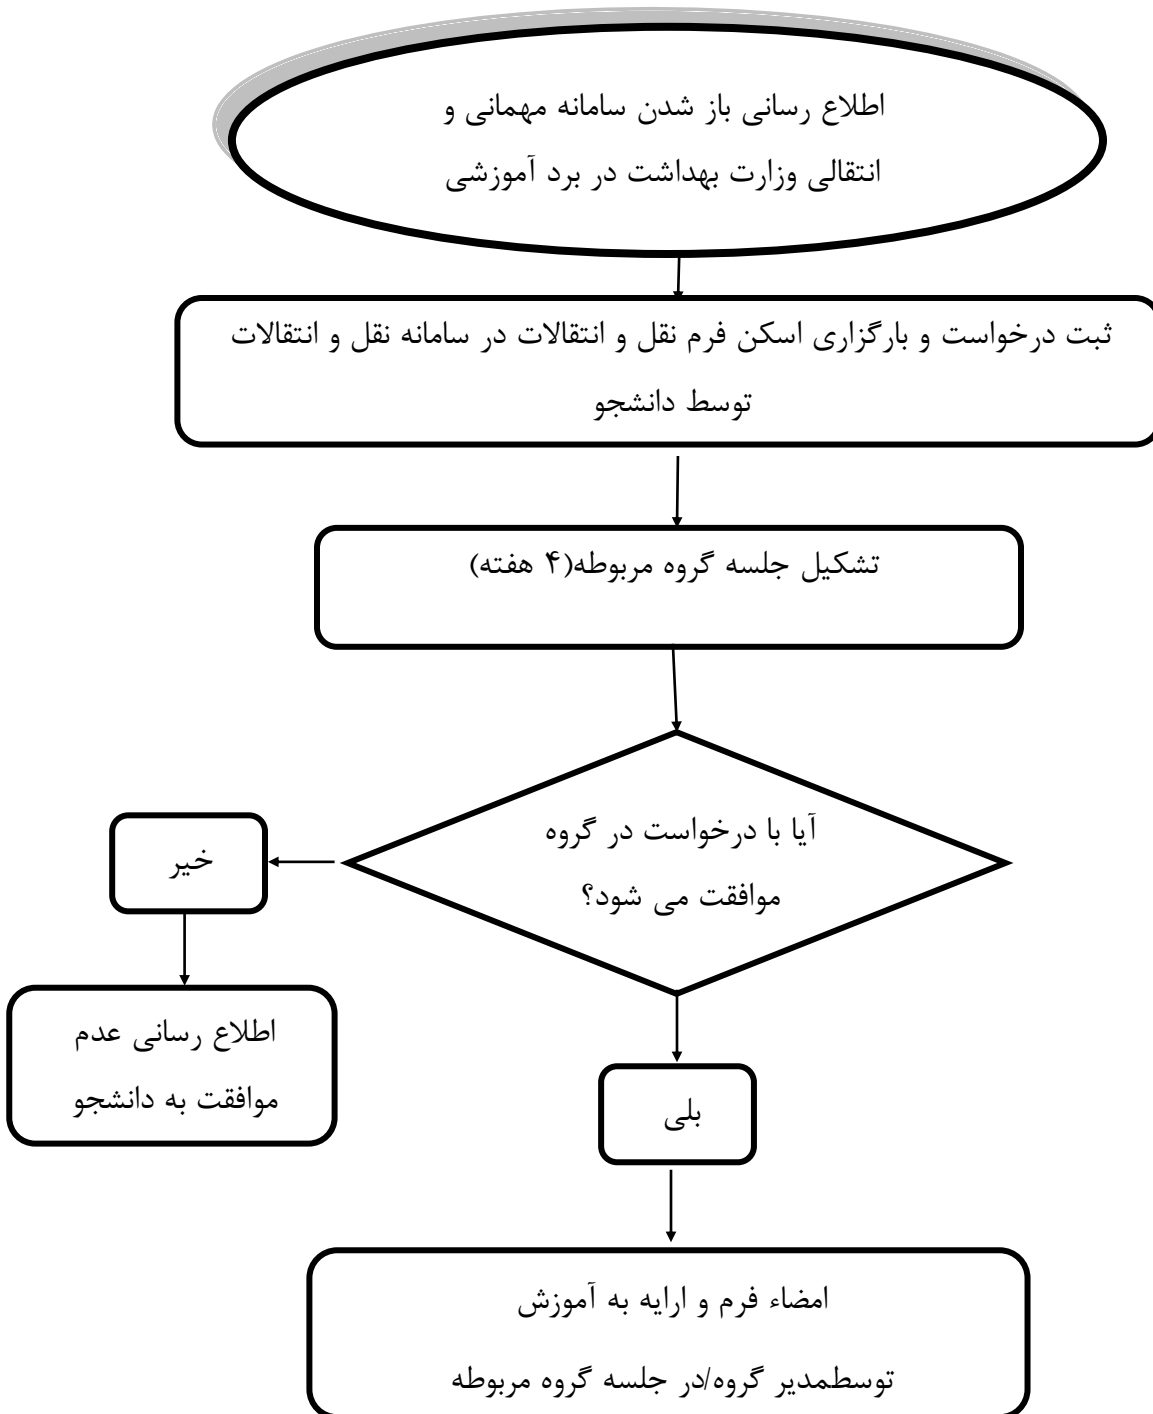 اطلاع رسانی باز شدن سامانه مهمانی و
انتقالی وزارت بهداشت در برد آموزشی
ثبت درخواست و بارگزاری اسکن فرم نقل و انتقالات در سامانه نقل و انتقالات
توسط دانشجو
تشکیل جلسه گروه مربوطه(۴ هفته)
آیا با درخواست در گروه
موافقت می شود؟
خیر
اطلاع رسانی عدم
موافقت به دانشجو
بلی
امضاء فرم و ارایه به آموزش
توسطمدیر گروه/در جلسه گروه مربوطه